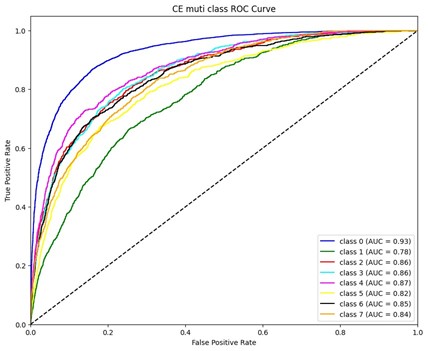 CE muti class ROC Curve
True Positive Rate
1.0
0.8
0.6
0.4
0.2
0.0
class 0 (AUC = 0.93)
class 1 (AUC = 0.78)
class 2 (AUC = 0.86)
class 3 (AUC = 0.86)
class 4 (AUC = 0.87)
class 5 (AUC = 0.82)
class 6 (AUC = 0.85)
class 7 (AUC = 0.84)
0.0 0.2 0.4 0.6 0.8 1.0
False Positive Rate